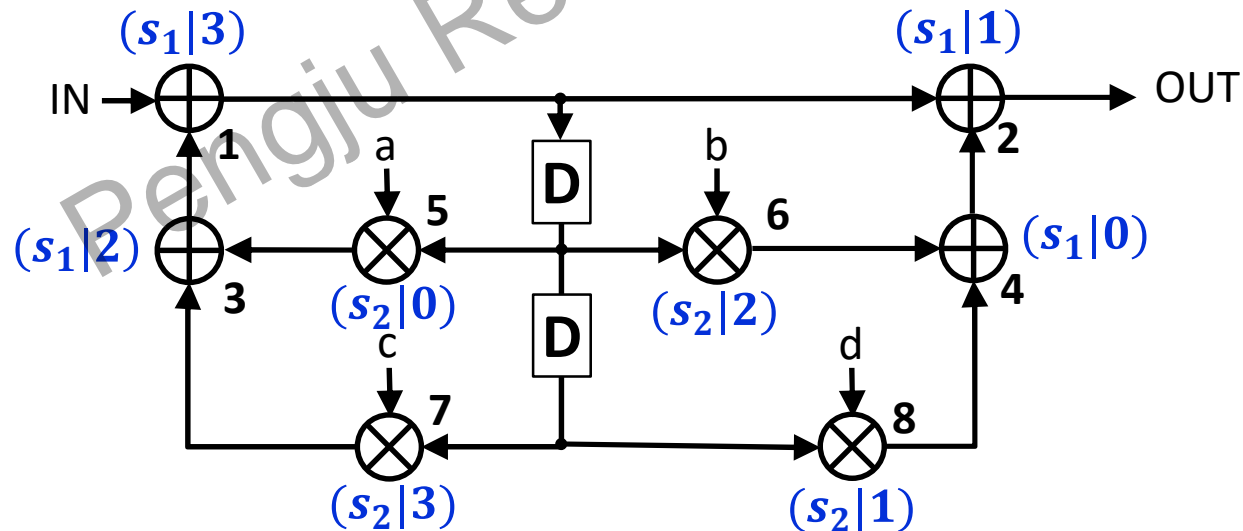 (s₁|3)
(s₁|1)
IN
OUT
1
2
a
b
D
5
6
(s₁|2)
(s₁|0)
3
4
(s₂|0)
(s₂|2)
D
c
d
7
8
(s₂|3)
(s₂|1)
Pengju Re